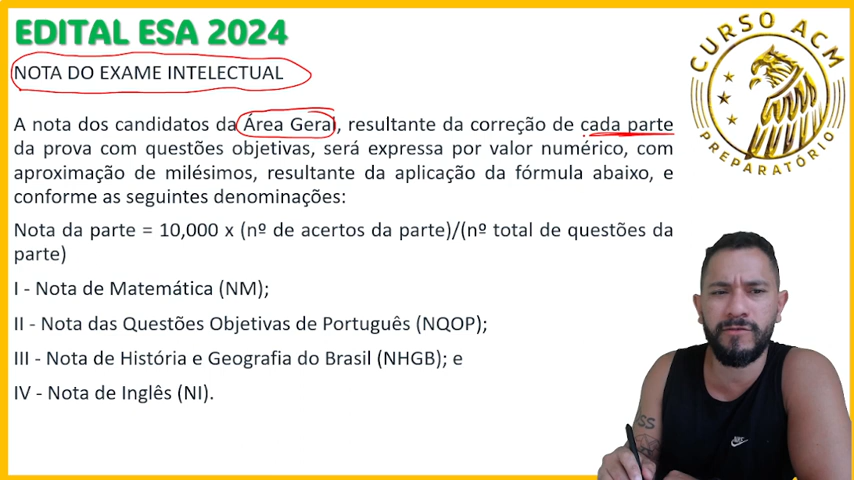 EDITAL ESA 2024
NOTA DO EXAME INTELECTUAL
A nota dos candidatos da Área Geral, resultante da correção de cada parte
da prova com questões objetivas, será expressa por valor numérico, com
aproximação de milésimos, resultante da aplicação da fórmula abaixo, e
conforme as seguintes denominações:
Nota da parte = 10,000 x (nº de acertos da parte)/(nº total de questões da
parte)
I - Nota de Matemática (NM);
II - Nota das Questões Objetivas de Português (NQOP);
III - Nota de História e Geografia do Brasil (NHGB); e
IV - Nota de Inglês (NI).
CURSO ACM
PREPARATÓRIO
SS